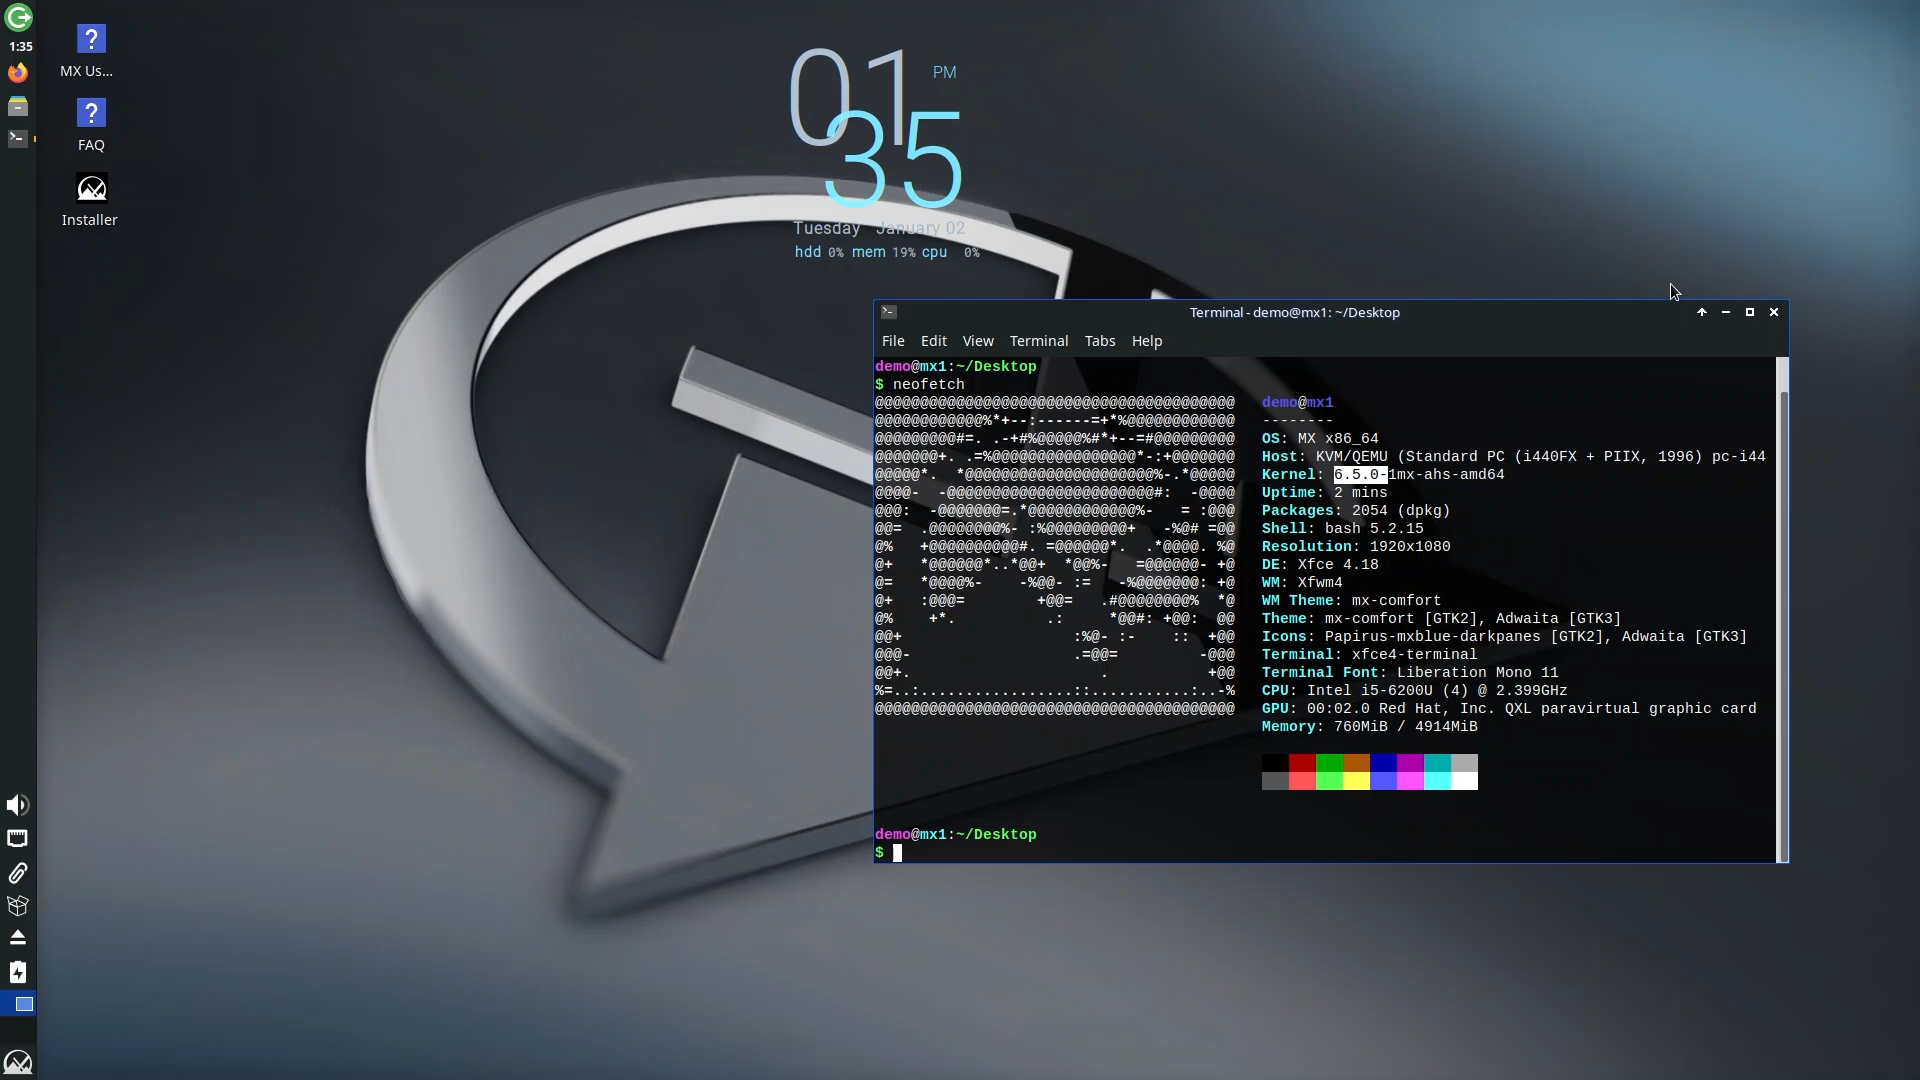 1:35
MX Us...
FAQ
Installer
01 PM
35
Tuesday January 02
hdd 0% mem 19% cpu 0%
Terminal - demo@mx1: ~/Desktop
File Edit View Terminal Tabs Help
demo@mx1:~/Desktop
$ neofetch
demo@mx1
--------
OS: MX x86_64
Host: KVM/QEMU (Standard PC (i440FX + PIIX, 1996) pc-i44
Kernel: 6.5.0-1mx-ahs-amd64
Uptime: 2 mins
Packages: 2054 (dpkg)
Shell: bash 5.2.15
Resolution: 1920x1080
DE: Xfce 4.18
WM: Xfwm4
WM Theme: mx-comfort
Theme: mx-comfort [GTK2], Adwaita [GTK3]
Icons: Papirus-mxblue-darkpanes [GTK2], Adwaita [GTK3]
Terminal: xfce4-terminal
Terminal Font: Liberation Mono 11
CPU: Intel i5-6200U (4) @ 2.399GHz
GPU: 00:02.0 Red Hat, Inc. QXL paravirtual graphic card
Memory: 760MiB / 4914MiB
demo@mx1:~/Desktop
$